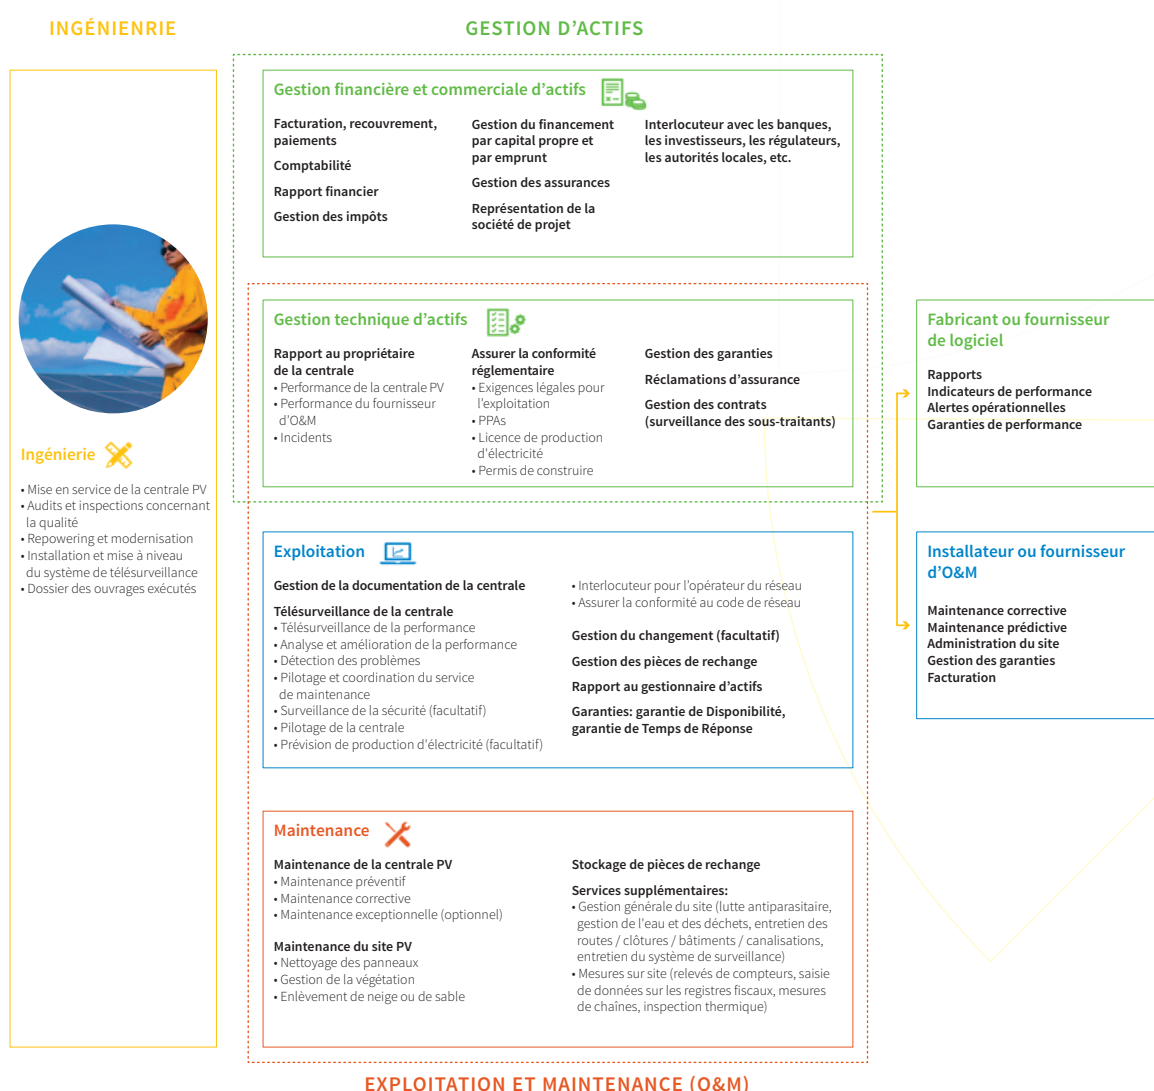 INGÉNIENRIE
GESTION D'ACTIFS
Gestion financière et commerciale d'actifs
Facturation, recouvrement,
paiements
Comptabilité
Rapport financier
Gestion des impôts
Gestion du financement
par capital propre et
par emprunt
Gestion des assurances
Représentation de la
société de projet
Interlocuteur avec les banques,
les investisseurs, les régulateurs,
les autorités locales, etc.
Ingénierie
• Mise en service de la centrale PV
• Audits et inspections concernant
la qualité
• Repowering et modernisation
• Installation et mise à niveau
du système de télésurveillance
• Dossier des ouvrages exécutés
Gestion technique d'actifs
Rapport au propriétaire
de la centrale
• Performance de la centrale PV
• Performance du fournisseur
d'O&M
• Incidents
Assurer la conformité
réglementaire
• Exigences légales pour
l'exploitation
• PPAs
• Licence de production
d'électricité
• Permis de construire
Gestion des garanties
Réclamations d'assurance
Gestion des contrats
(surveillance des sous-traitants)
Fabricant ou fournisseur
de logiciel
Rapports
Indicateurs de performance
Alertes opérationnelles
Garanties de performance
Exploitation
Gestion de la documentation de la centrale
Télésurveillance de la centrale
• Télésurveillance de la performance
• Analyse et amélioration de la performance
• Détection des problèmes
• Pilotage et coordination du service
de maintenance
• Surveillance de la sécurité (facultatif)
• Pilotage de la centrale
• Prévision de production d'électricité (facultatif)
• Interlocuteur pour l'opérateur du réseau
• Assurer la conformité au code de réseau
Gestion du changement (facultatif)
Gestion des pièces de rechange
Rapport au gestionnaire d'actifs
Garanties: garantie de Disponibilité,
garantie de Temps de Réponse
Installateur ou fournisseur
d'O&M
Maintenance corrective
Maintenance prédictive
Administration du site
Gestion des garanties
Facturation
Maintenance
Maintenance de la centrale PV
• Maintenance préventif
• Maintenance corrective
• Maintenance exceptionnelle (optionnel)
Maintenance du site PV
• Nettoyage des panneaux
• Gestion de la végétation
• Enlèvement de neige ou de sable
Stockage de pièces de rechange
Services supplémentaires:
• Gestion générale du site (lutte antiparasitaire,
gestion de l'eau et des déchets, entretien des
routes / clôtures / bâtiments / canalisations,
entretien du système de surveillance)
• Mesures sur site (relevés de compteurs, saisie
de données sur les registres fiscaux, mesures
de chaînes, inspection thermique)
EXPLOITATION ET MAINTENANCE (O&M)